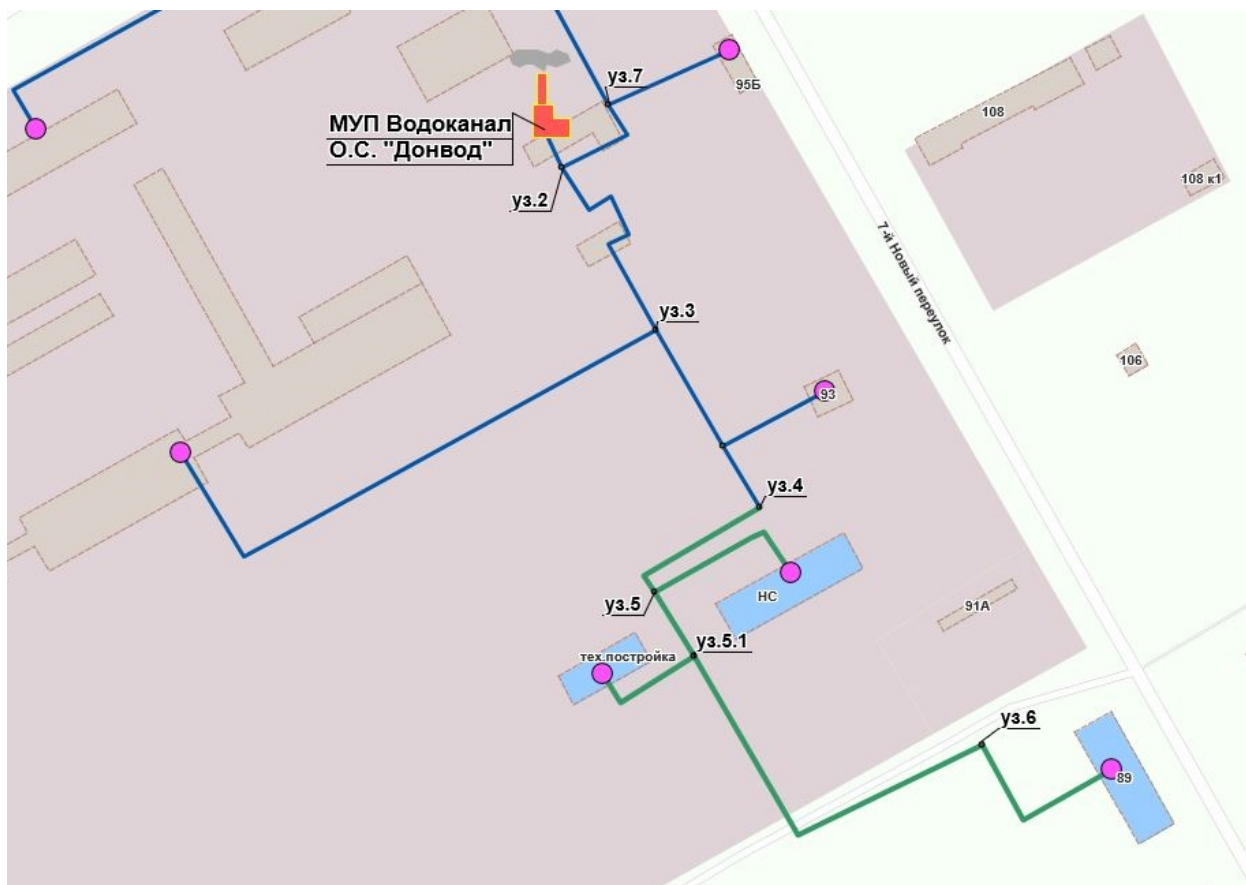 уз.7
95Б
МУП Водоканал
О.С. "Донвод"
уз.2
108
108 к1
7-й Новый переулок
уз.3
106
93
уз.4
НС
91А
уз.5
уз.5.1
тех.постройка
уз.6
89